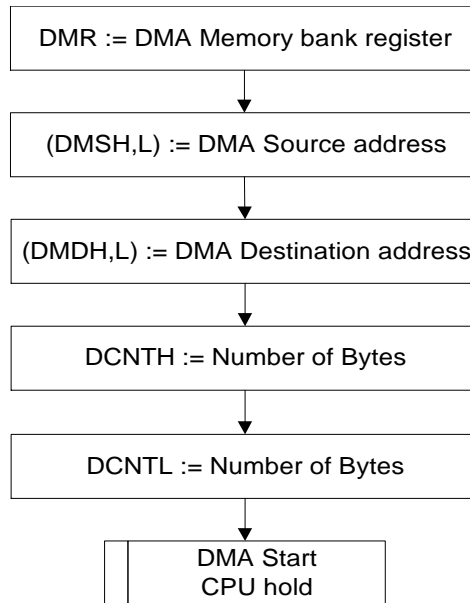 DMR := DMA Memory bank register
(DMSH,L) := DMA Source address
(DMDH,L) := DMA Destination address
DCNTH := Number of Bytes
DCNTL := Number of Bytes
DMA Start
CPU hold